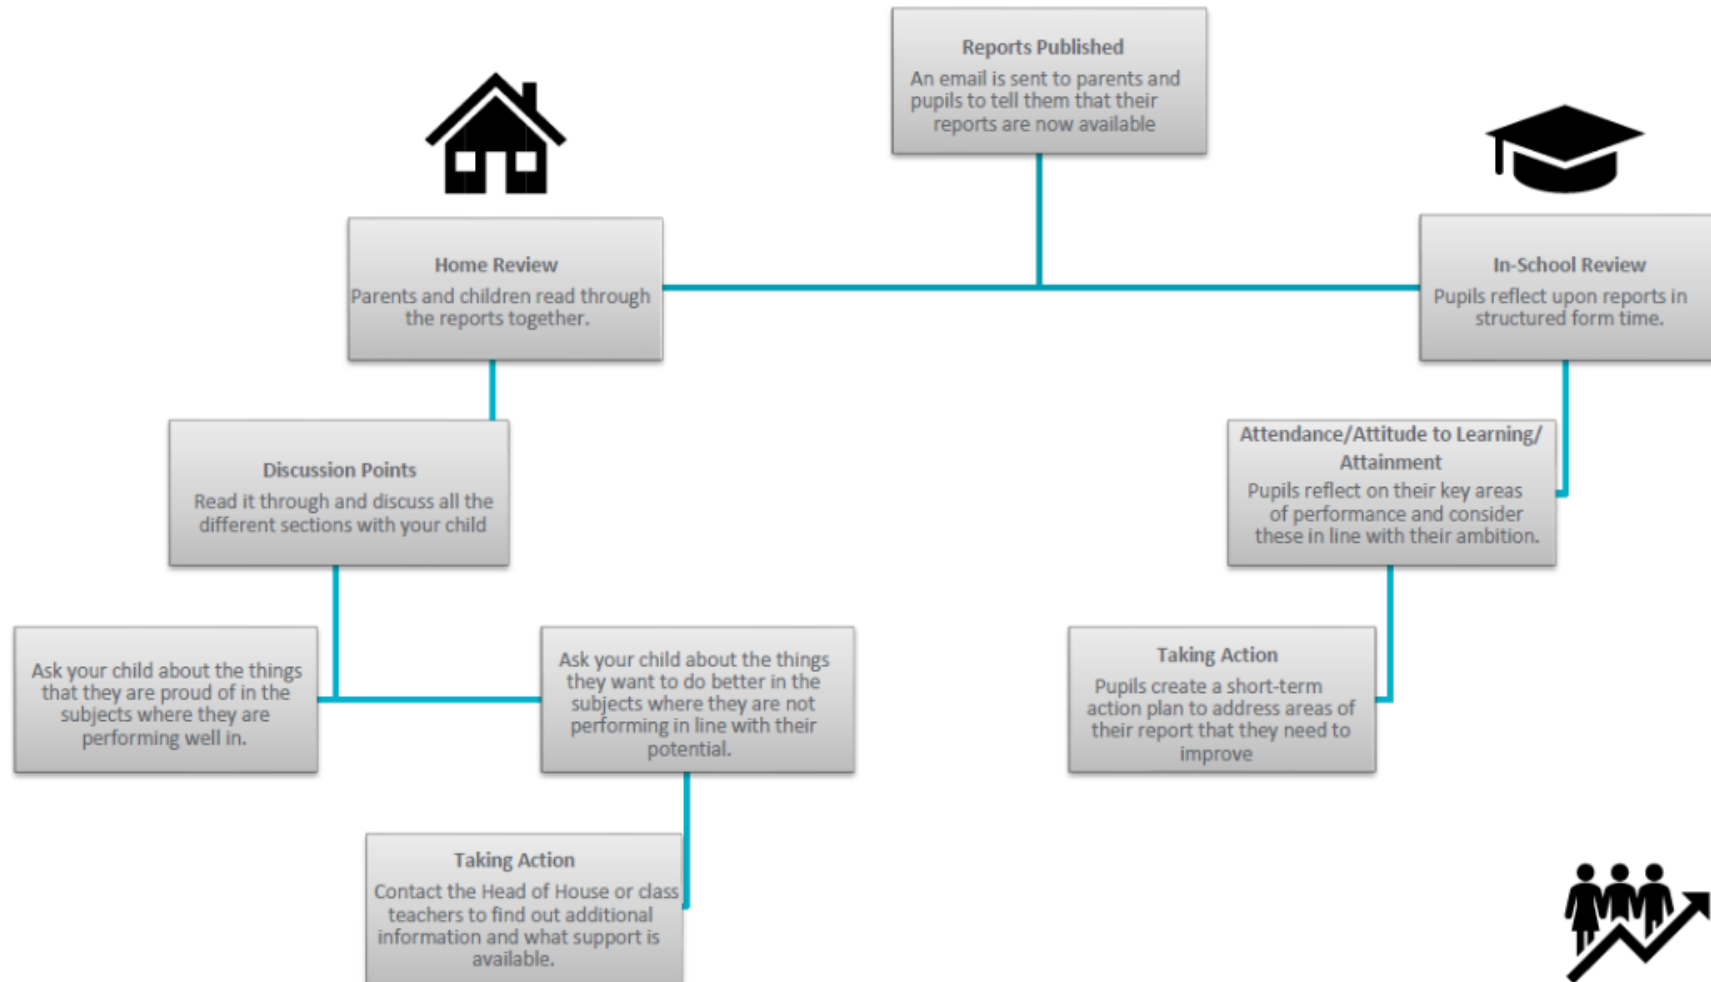 Reports Published
An email is sent to parents and
pupils to tell them that their
reports are now available
Home Review
Parents and children read through
the reports together.
In-School Review
Pupils reflect upon reports in
structured form time.
Discussion Points
Read it through and discuss all the
different sections with your child
Attendance/Attitude to Learning/
Attainment
Pupils reflect on their key areas
of performance and consider
these in line with their ambition.
Ask your child about the things
that they are proud of in the
subjects where they are
performing well in.
Ask your child about the things
they want to do better in the
subjects where they are not
performing in line with their
potential.
Taking Action
Pupils create a short-term
action plan to address areas of
their report that they need to
improve
Taking Action
Contact the Head of House or class
teachers to find out additional
information and what support is
available.